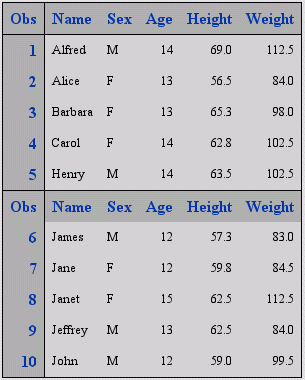 Obs Name Sex Age Height Weight
1 Alfred M 14 69.0 112.5
2 Alice F 13 56.5 84.0
3 Barbara F 13 65.3 98.0
4 Carol F 14 62.8 102.5
5 Henry M 14 63.5 102.5
Obs Name Sex Age Height Weight
6 James M 12 57.3 83.0
7 Jane F 12 59.8 84.5
8 Janet F 15 62.5 112.5
9 Jeffrey M 13 62.5 84.0
10 John M 12 59.0 99.5